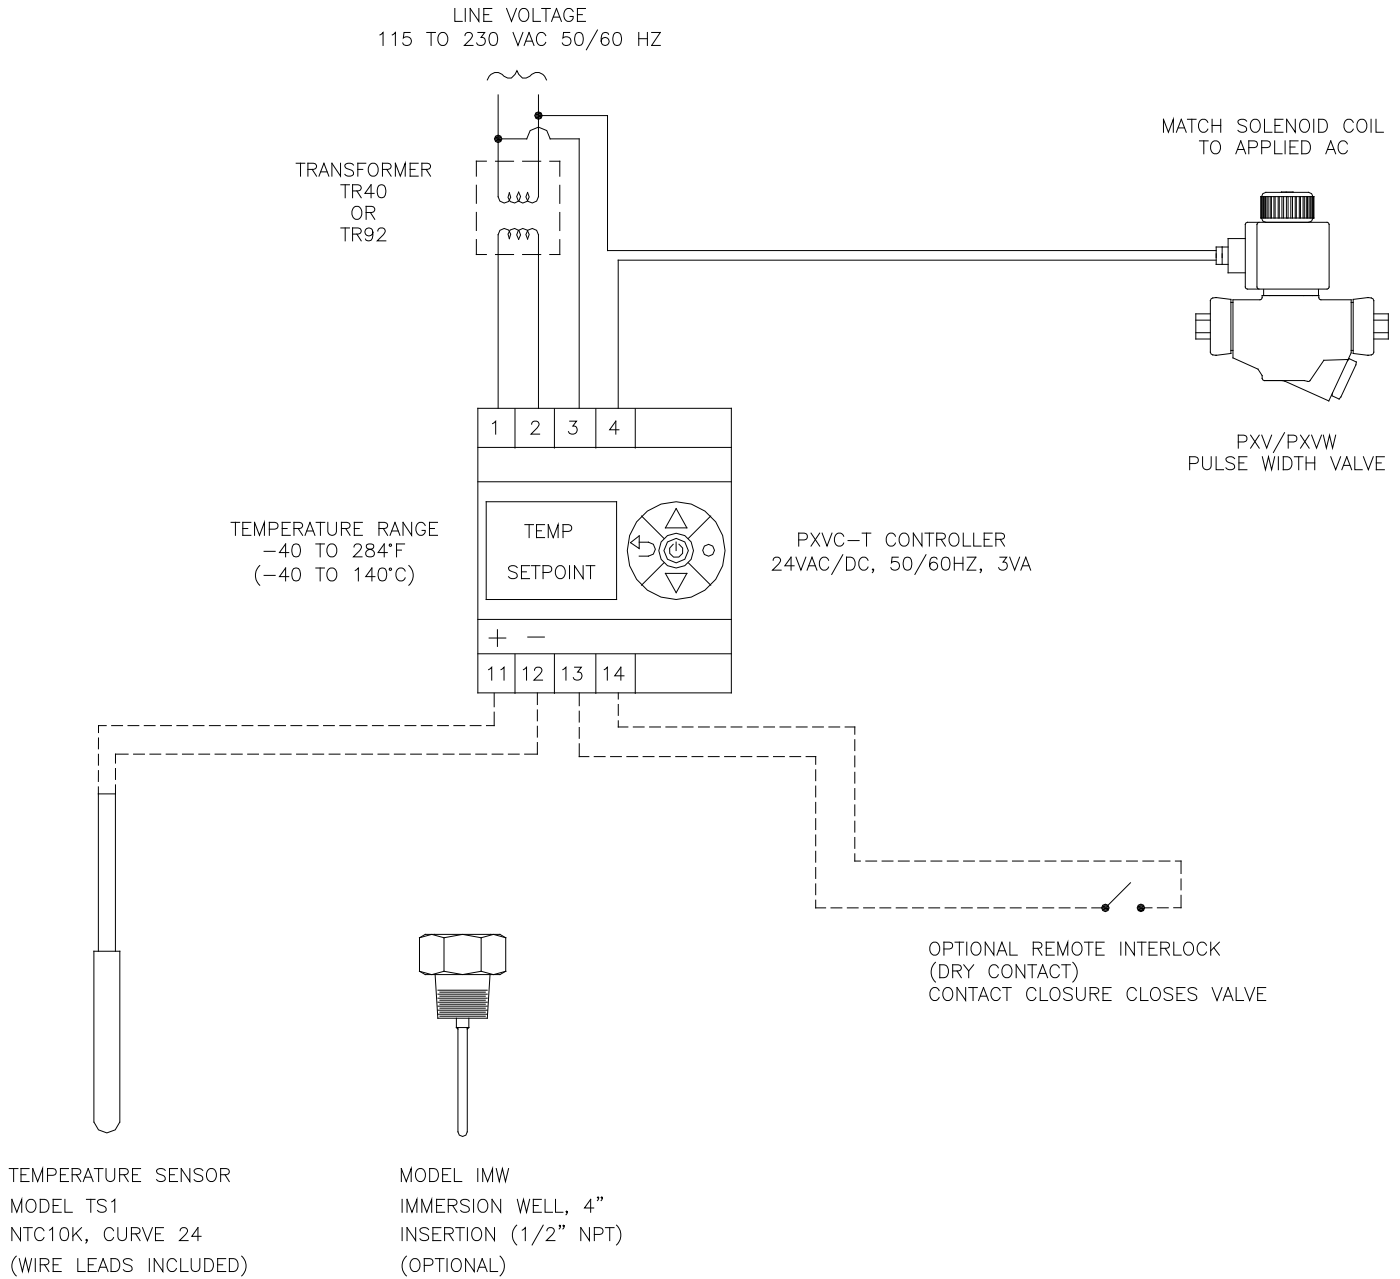 LINE VOLTAGE
115 TO 230 VAC 50/60 HZ
MATCH SOLENOID COIL
TO APPLIED AC
TRANSFORMER
TR40
OR
TR92
1 2 3 4
PXV/PXVW
PULSE WIDTH VALVE
TEMPERATURE RANGE
-40 TO 284°F
(-40 TO 140°C)
TEMP
SETPOINT
PXVC-T CONTROLLER
24VAC/DC, 50/60HZ, 3VA
+ -
11 12 13 14
OPTIONAL REMOTE INTERLOCK
(DRY CONTACT)
CONTACT CLOSURE CLOSES VALVE
TEMPERATURE SENSOR
MODEL TS1
NTC10K, CURVE 24
(WIRE LEADS INCLUDED)
MODEL IMW
IMMERSION WELL, 4”
INSERTION (1/2” NPT)
(OPTIONAL)